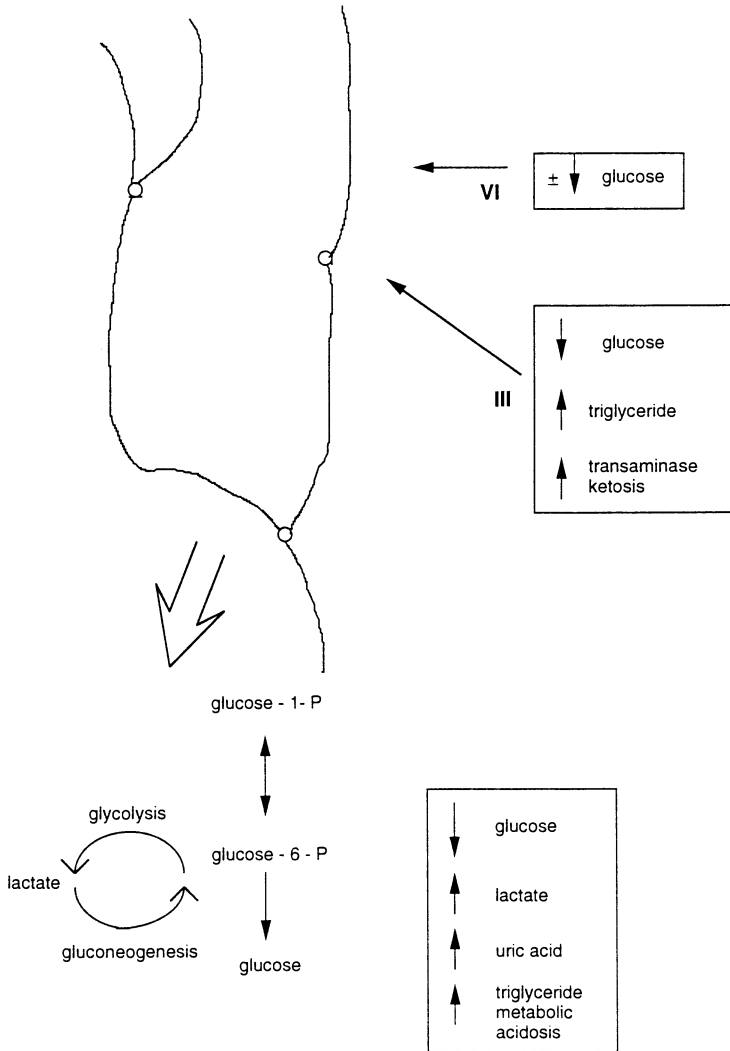 VI
± glucose
III
glucose
triglyceride
transaminase
ketosis
glucose - 1- P
glycolysis
glucose - 6 - P
lactate
gluconeogenesis
glucose
glucose
lactate
uric acid
triglyceride
metabolic
acidosis